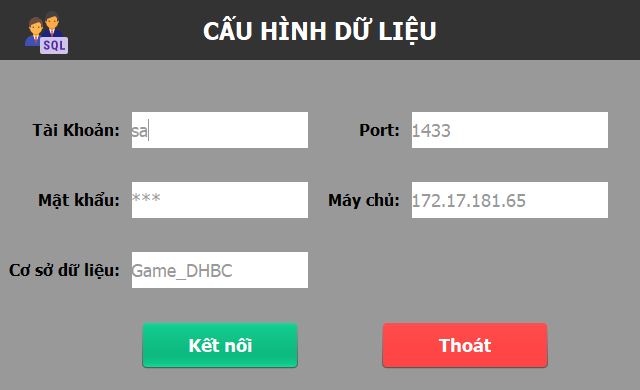 SQL
CẤU HÌNH DỮ LIỆU
Tài Khoản: sa Port: 1433
Mật khẩu: *** Máy chủ: 172.17.181.65
Cơ sở dữ liệu: Game_DHBC
Kết nối Thoát